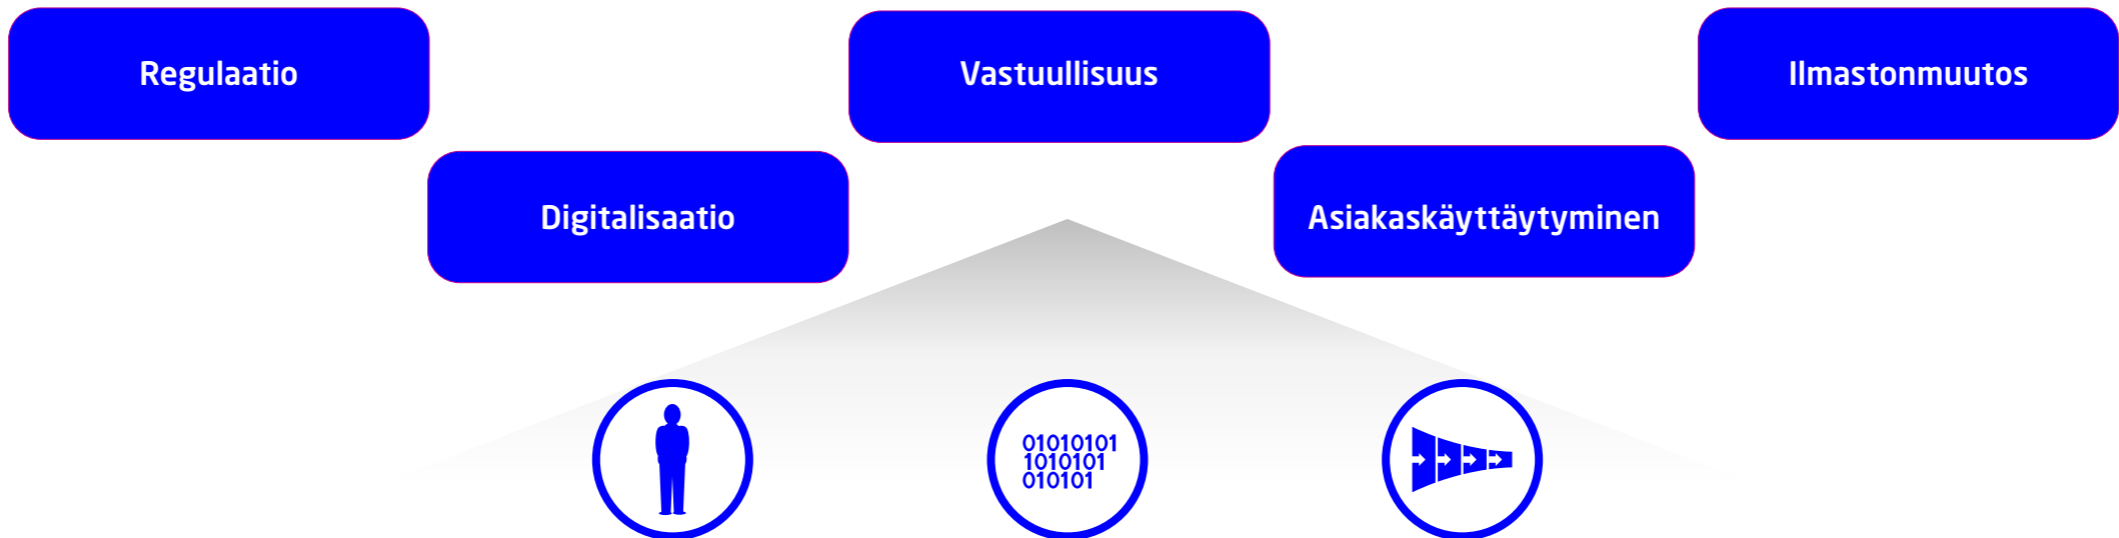 Regulaatio
Vastuullisuus
Ilmastonmuutos
Digitalisaatio
Asiakaskäyttäytyminen
01010101
1010101
010101